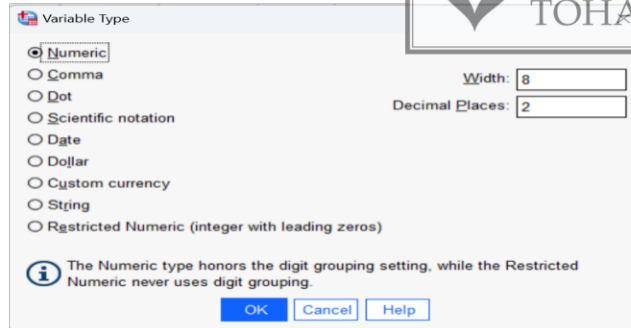 Variable Type
Numeric
Comma
Width: 8
Dot
Decimal Places: 2
Scientific notation
Date
Dollar
Custom currency
String
Restricted Numeric (integer with leading zeros)
The Numeric type honors the digit grouping setting, while the Restricted
Numeric never uses digit grouping.
OK Cancel Help